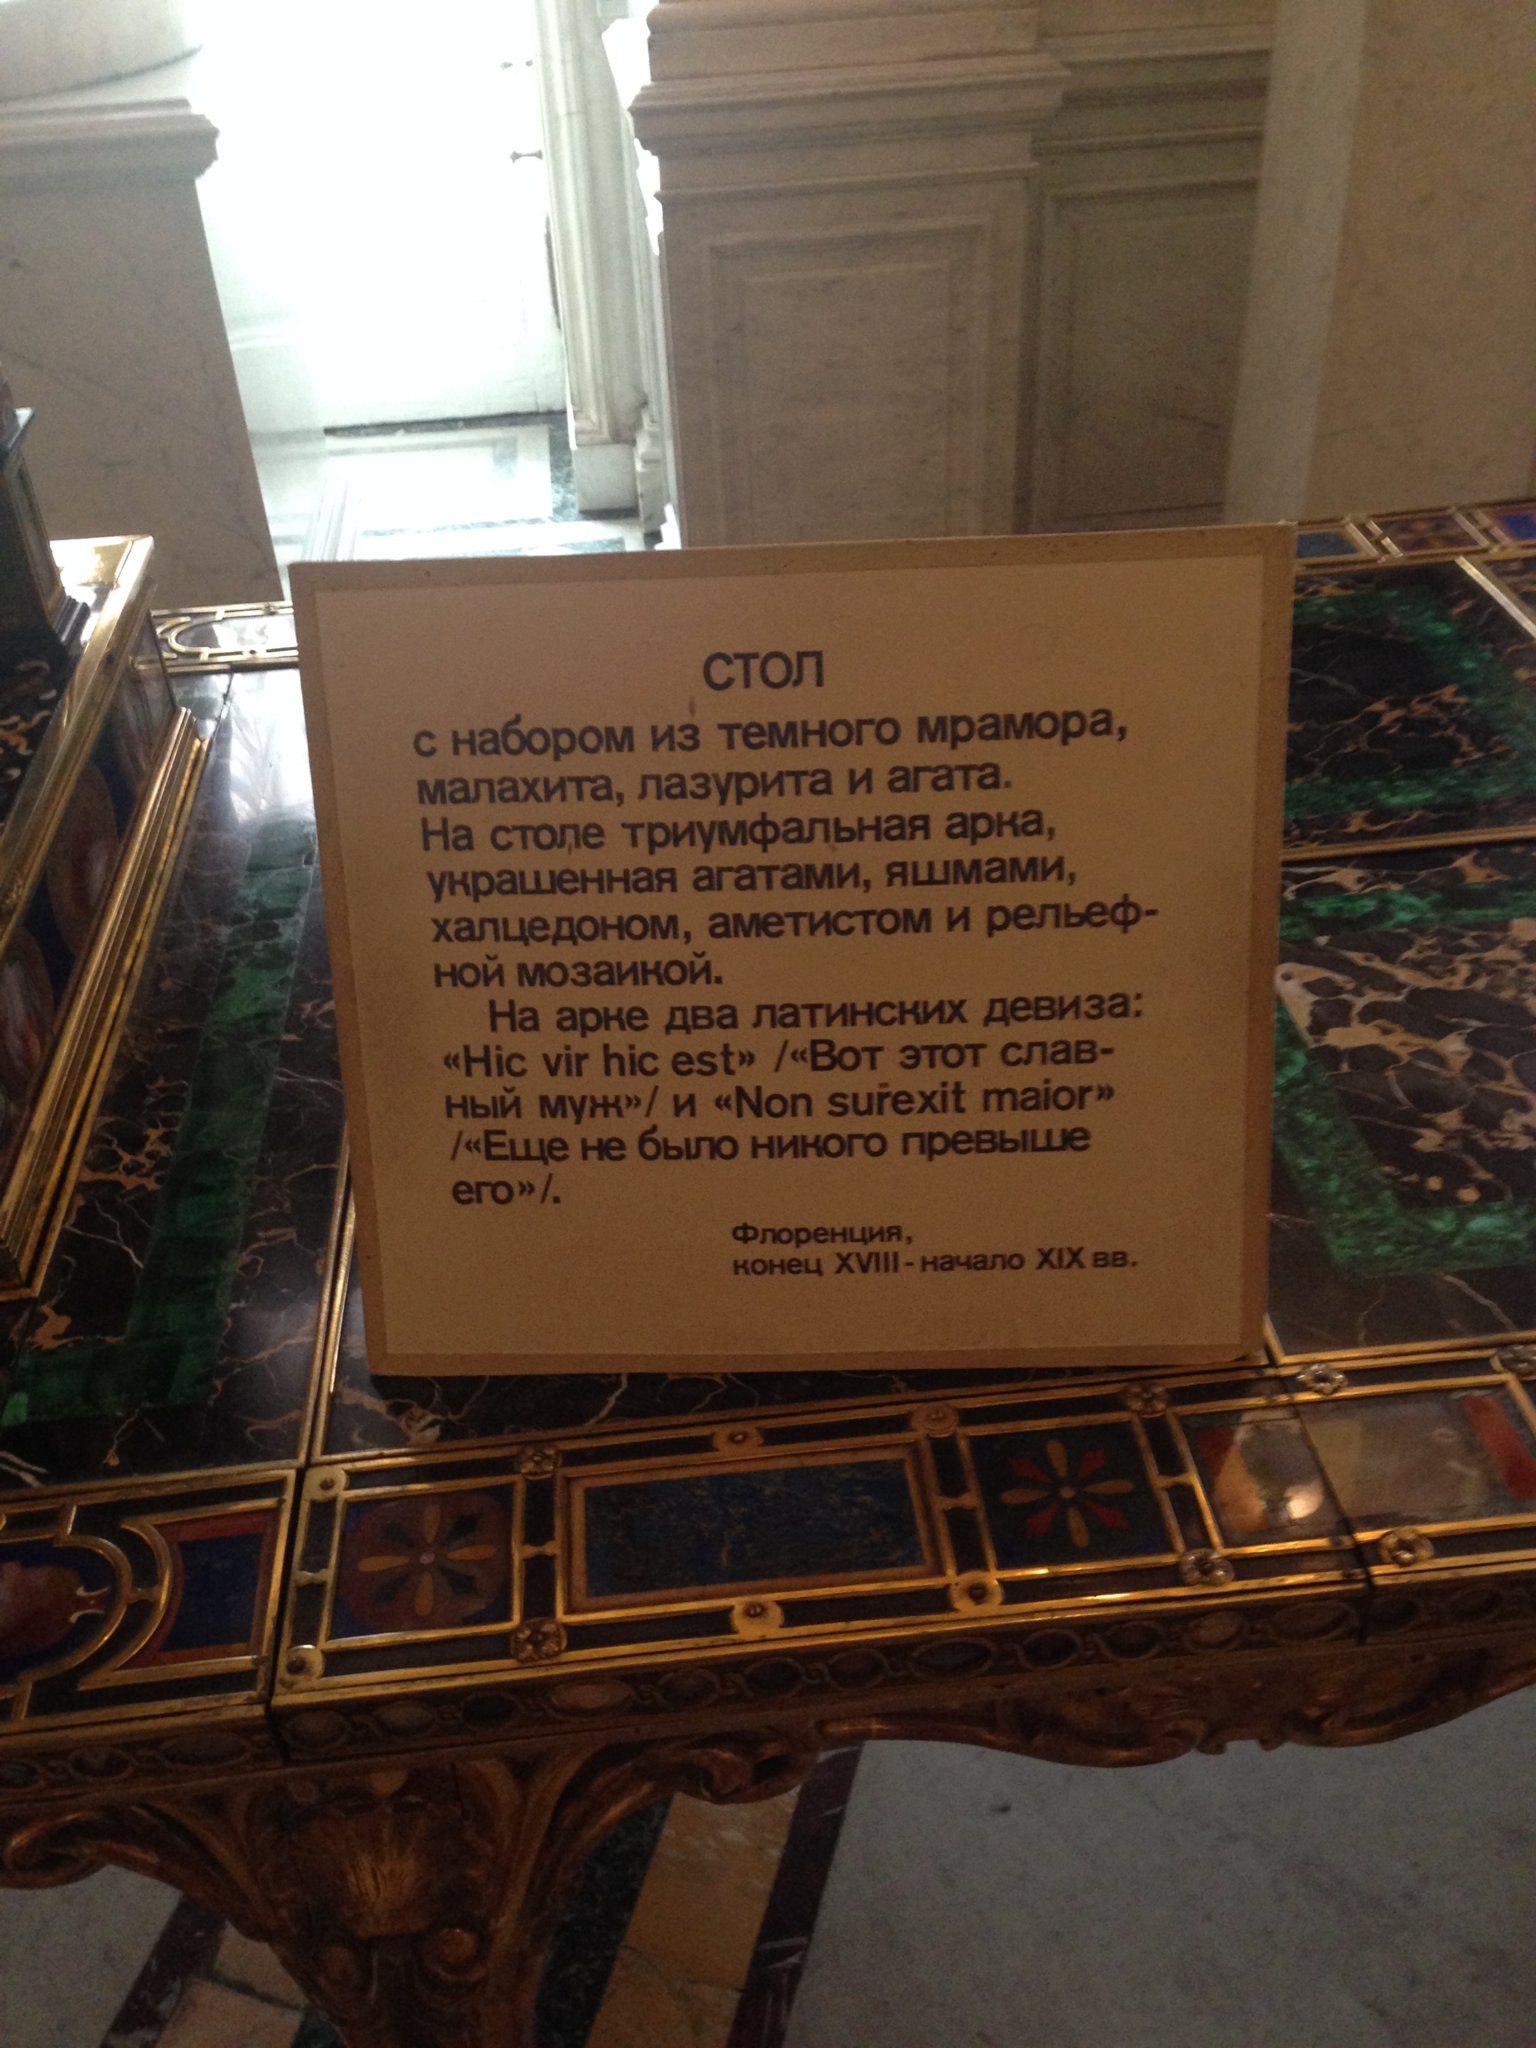 СТОЛ
с набором из темного мрамора,
малахита, лазурита и агата.
На столе триумфальная арка,
украшенная агатами, яшмами,
халцедоном, аметистом и рельеф-
ной мозаикой.
На арке два латинских девиза:
«Hic vir hic est» /«Вот этот слав-
ный муж»/ и «Non surexit maior»
/«Еще не было никого превыше
его»/.
Флоренция,
конец XVIII - начало XIX вв.